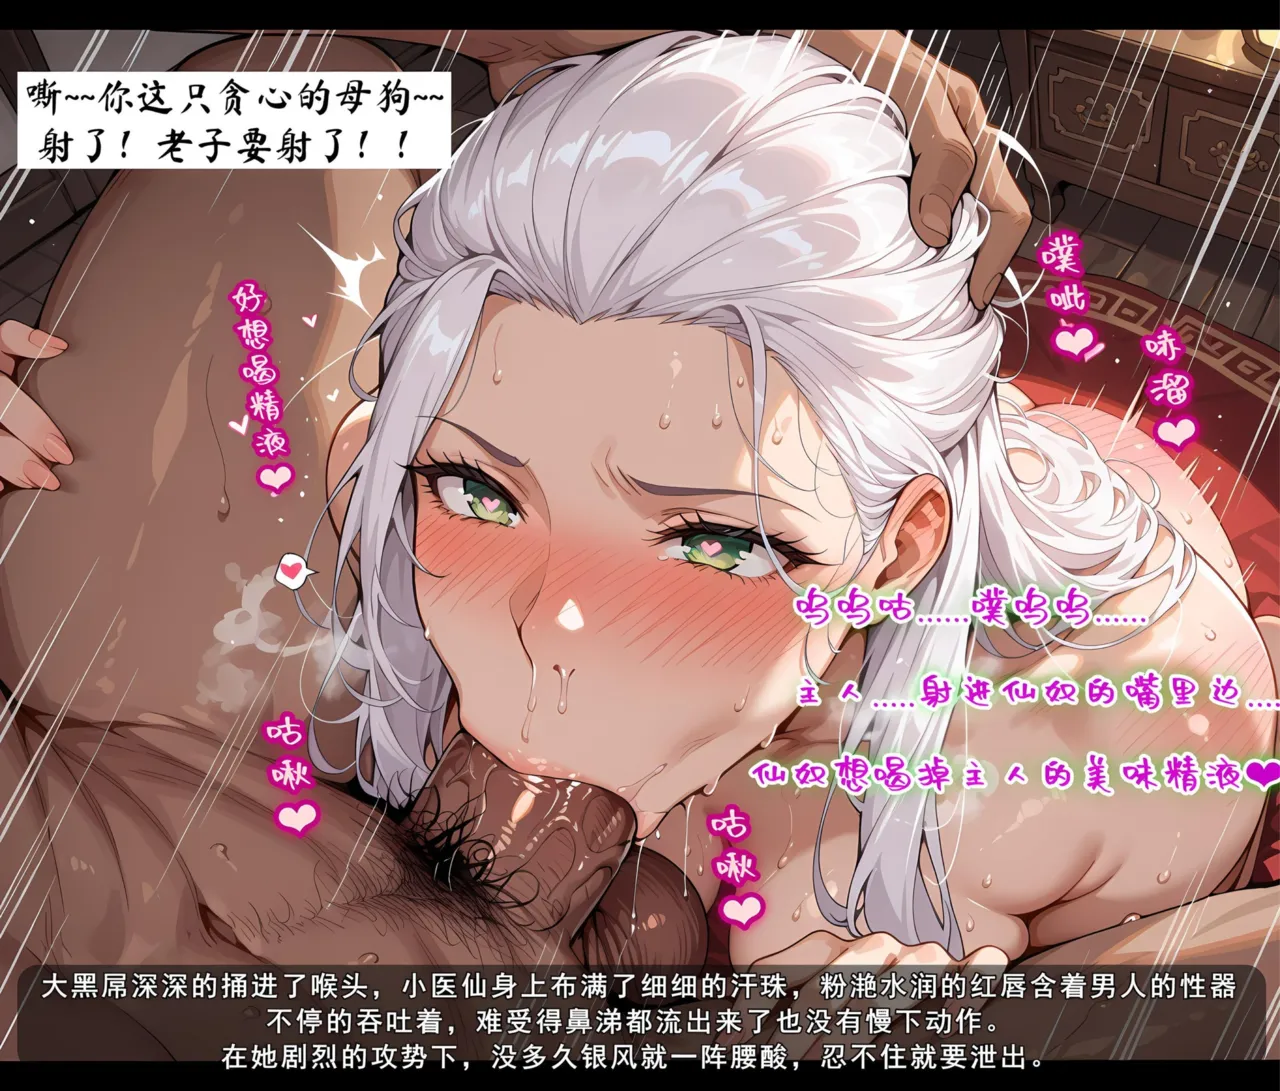 嘶~~你这只贪心的母狗~~
射了！老子要射了！！
好想喝精液
噗呲
哧溜
呜呜咕……噗呜呜……
主人……射进仙奴的嘴里边……
仙奴想喝掉主人的美味精液
咕啾
咕啾
大黑屌深深的捅进了喉头，小医仙身上布满了细细的汗珠，粉滟水润的红唇含着男人的性器
不停的吞吐着，难受得鼻涕都流出来了也没有慢下动作。
在她剧烈的攻势下，没多久银风就一阵腰酸，忍不住就要泄出。